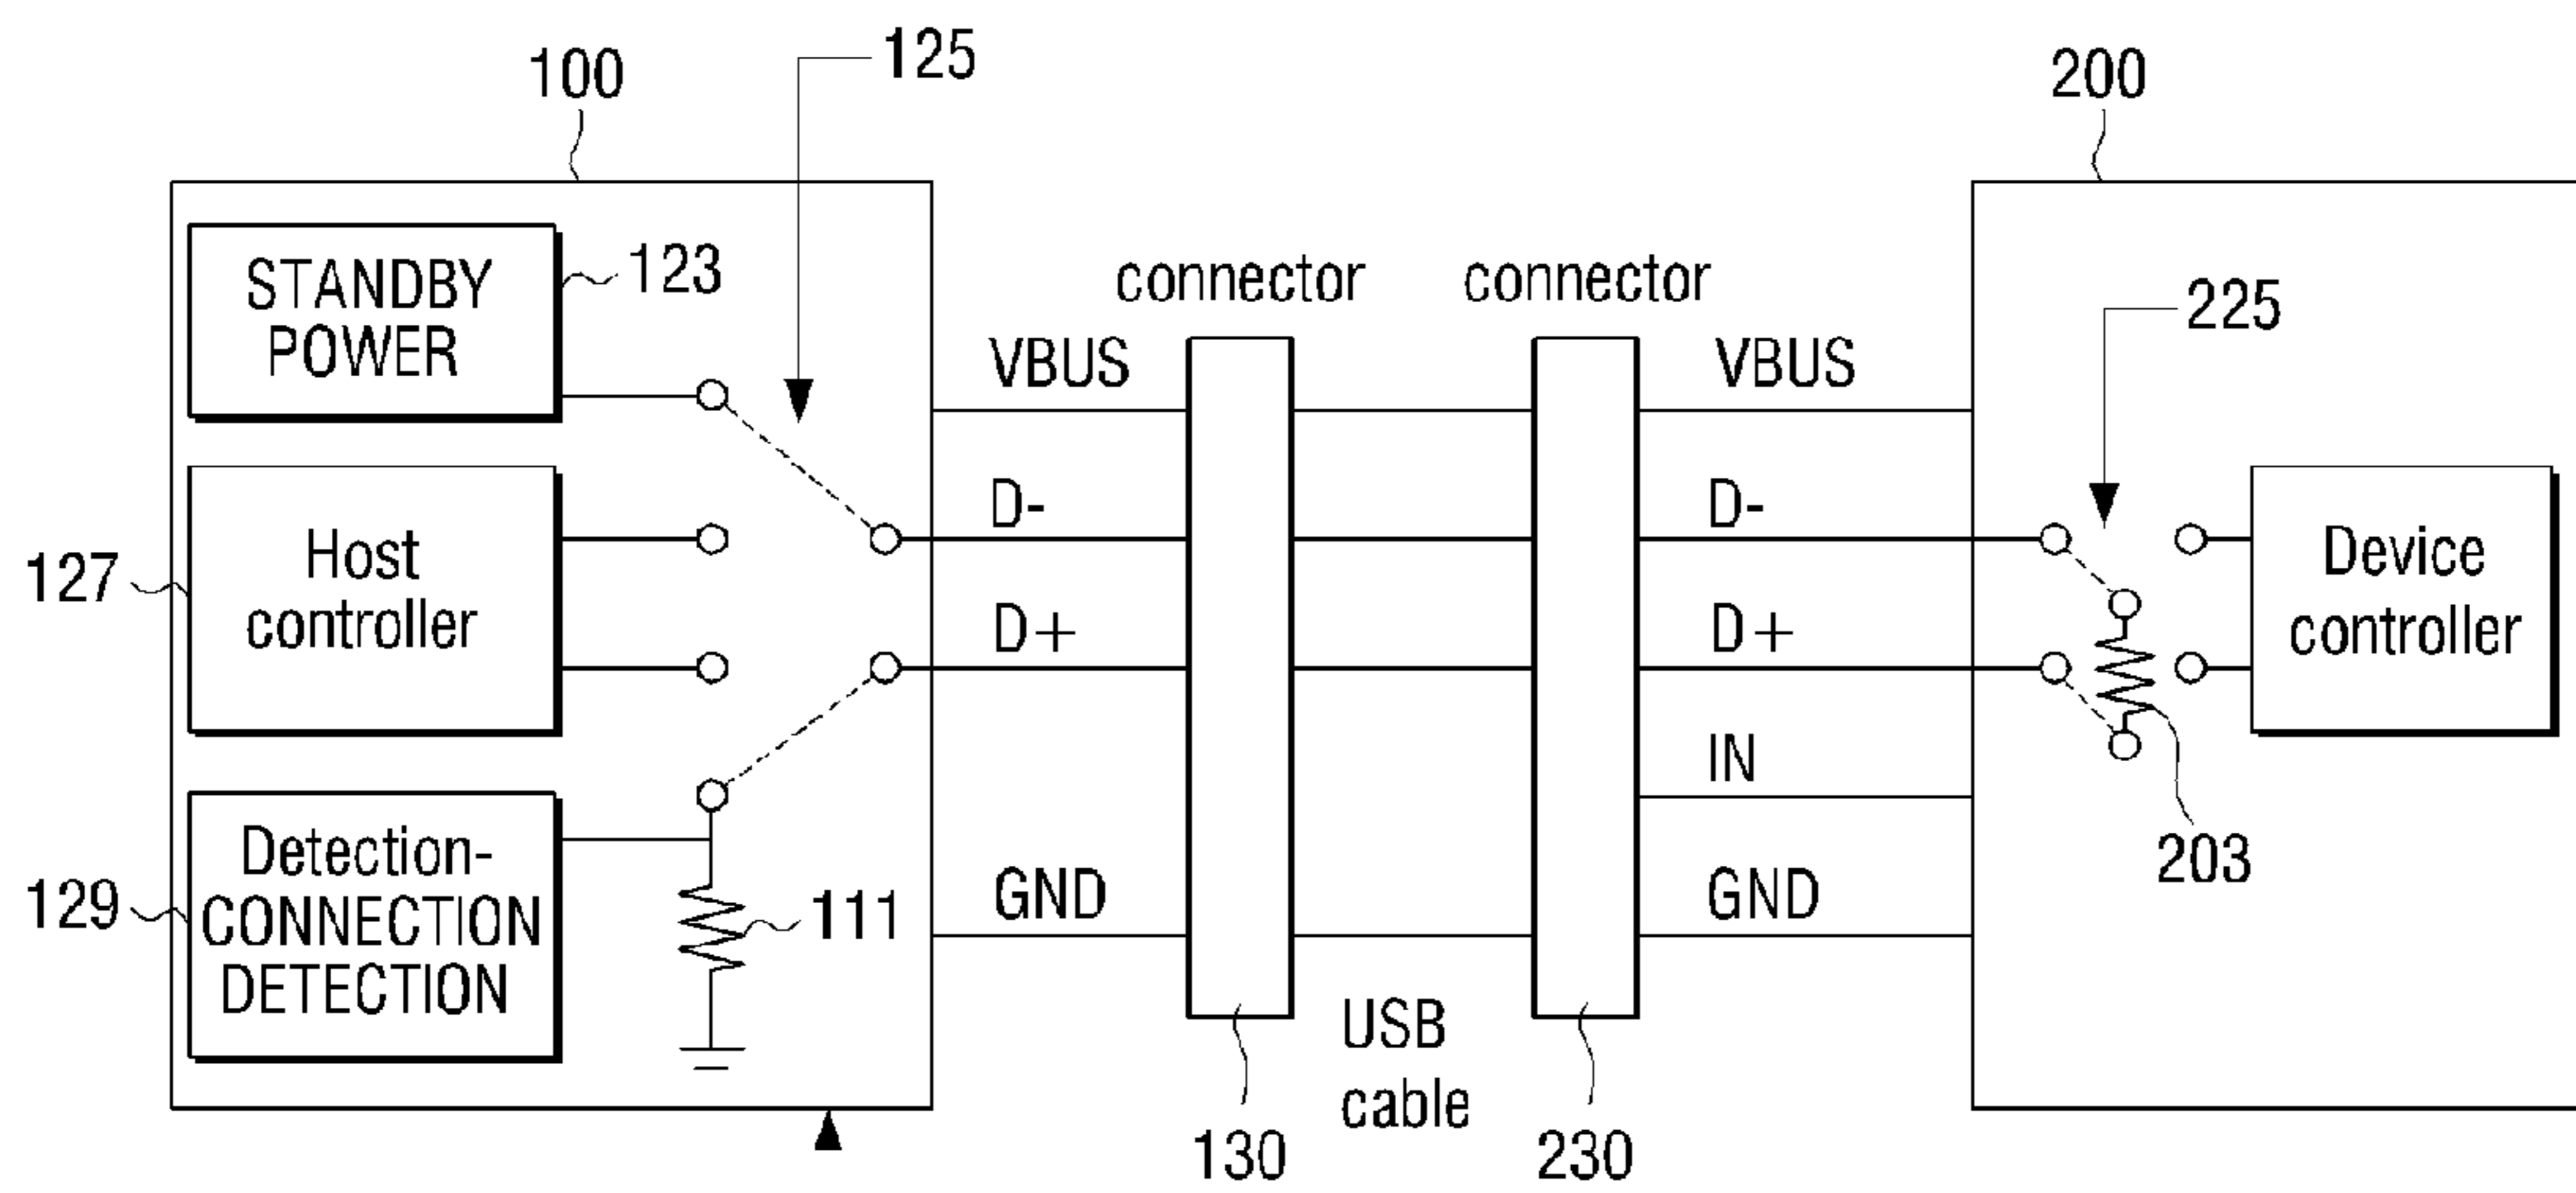 100
125
200
STANDBY
POWER
123
connector
connector
225
VBUS
VBUS
127
Host
controller
D-
D-
Device
controller
D+
D+
IN
203
129
Detection-
CONNECTION
DETECTION
111
GND
GND
USB
cable
130
230